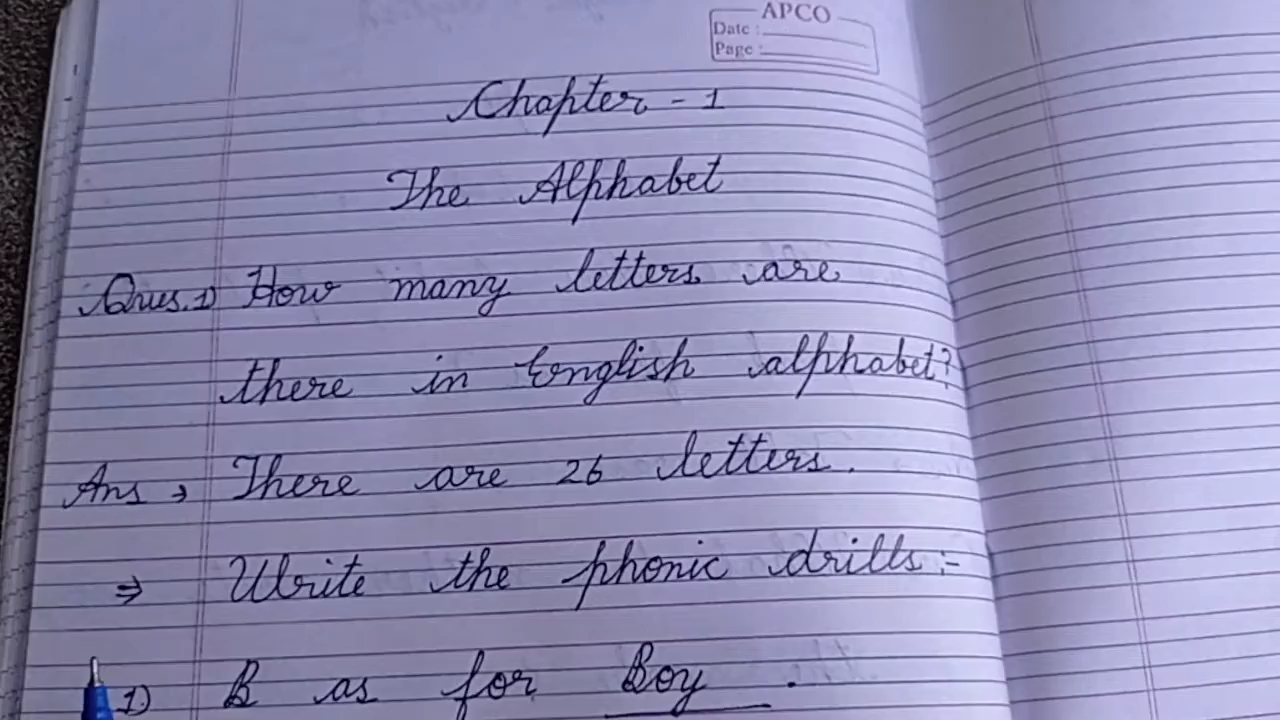 APCO
Date :
Page :
Chapter - 1
The Alphabet
Ques.1) How many letters are
there in English alphabet?
Ans → There are 26 letters.
⇒ Write the phonic drills :-
1) B as for Boy .